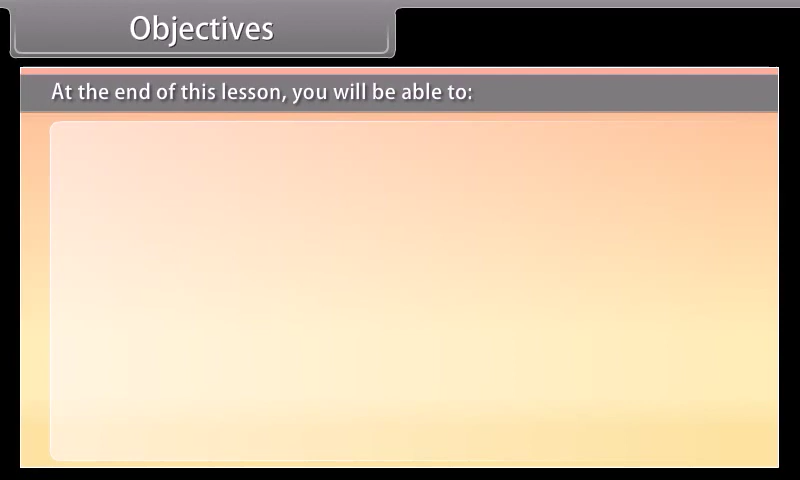 Objectives
At the end of this lesson, you will be able to: